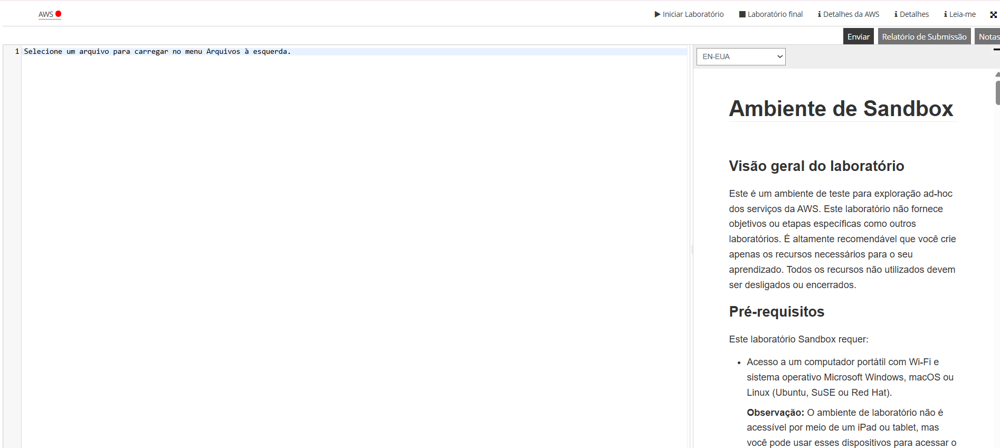 AWS
Iniciar Laboratório
Laboratório final
Detalhes da AWS
Detalhes
Leia-me
Enviar
Relatório de Submissão
Notas
1 Selecione um arquivo para carregar no menu Arquivos à esquerda.
EN-EUA
Ambiente de Sandbox
Visão geral do laboratório
Este é um ambiente de teste para exploração ad-hoc
dos serviços da AWS. Este laboratório não fornece
objetivos ou etapas específicas como outros
laboratórios. É altamente recomendável que você crie
apenas os recursos necessários para o seu
aprendizado. Todos os recursos não utilizados devem
ser desligados ou encerrados.
Pré-requisitos
Este laboratório Sandbox requer:
• Acesso a um computador portátil com Wi-Fi e
sistema operativo Microsoft Windows, macOS ou
Linux (Ubuntu, SuSE ou Red Hat).
Observação: O ambiente de laboratório não é
acessível por meio de um iPad ou tablet, mas
você pode usar esses dispositivos para acessar o